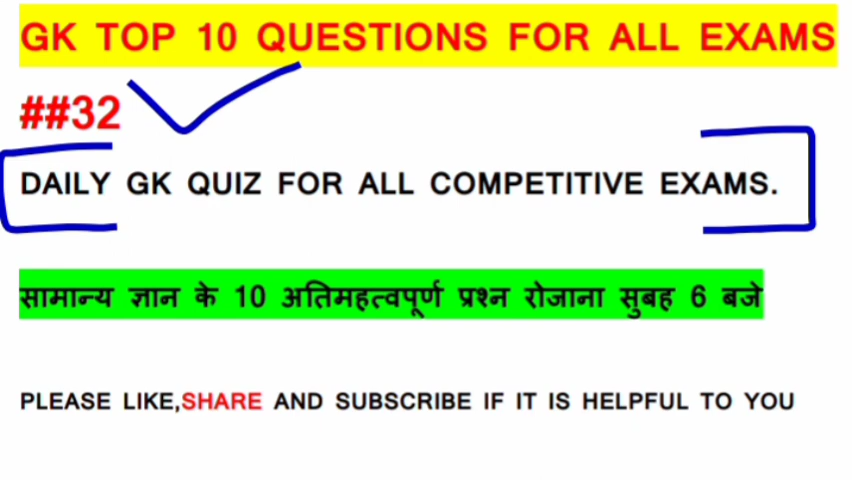 GK TOP 10 QUESTIONS FOR ALL EXAMS
##32
DAILY GK QUIZ FOR ALL COMPETITIVE EXAMS.
सामान्य ज्ञान के 10 अतिमहत्वपूर्ण प्रश्न रोजाना सुबह 6 बजे
PLEASE LIKE,SHARE AND SUBSCRIBE IF IT IS HELPFUL TO YOU